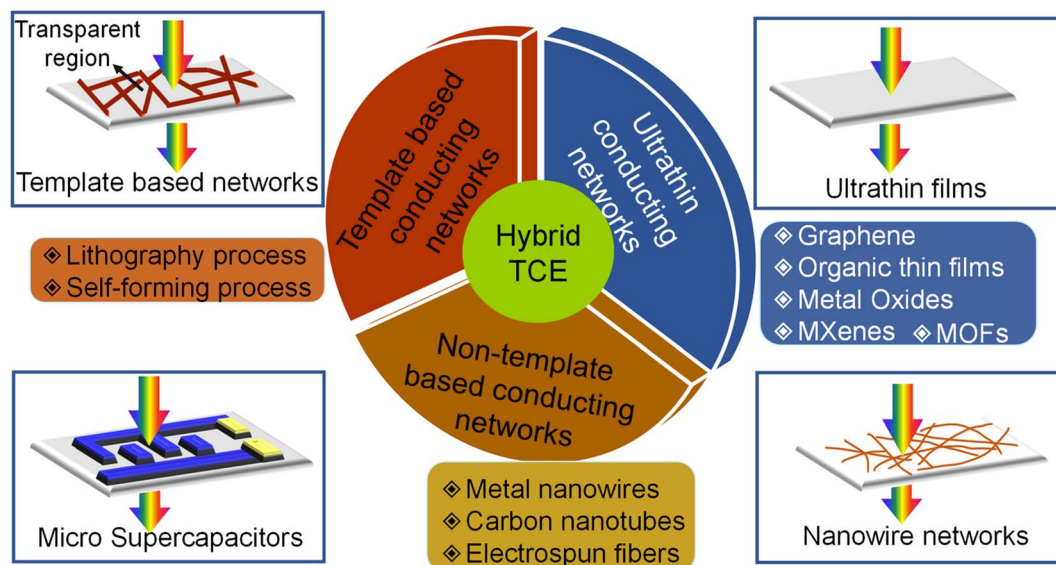 Transparent
region
Template based networks
Template based
conducting
networks
Ultrathin
conducting
networks
Ultrathin films
Hybrid
TCE
Lithography process
Self-forming process
Graphene
Organic thin films
Metal Oxides
MXenes MOFs
Non-template
based conducting
networks
Micro Supercapacitors
Metal nanowires
Carbon nanotubes
Electrospun fibers
Nanowire networks